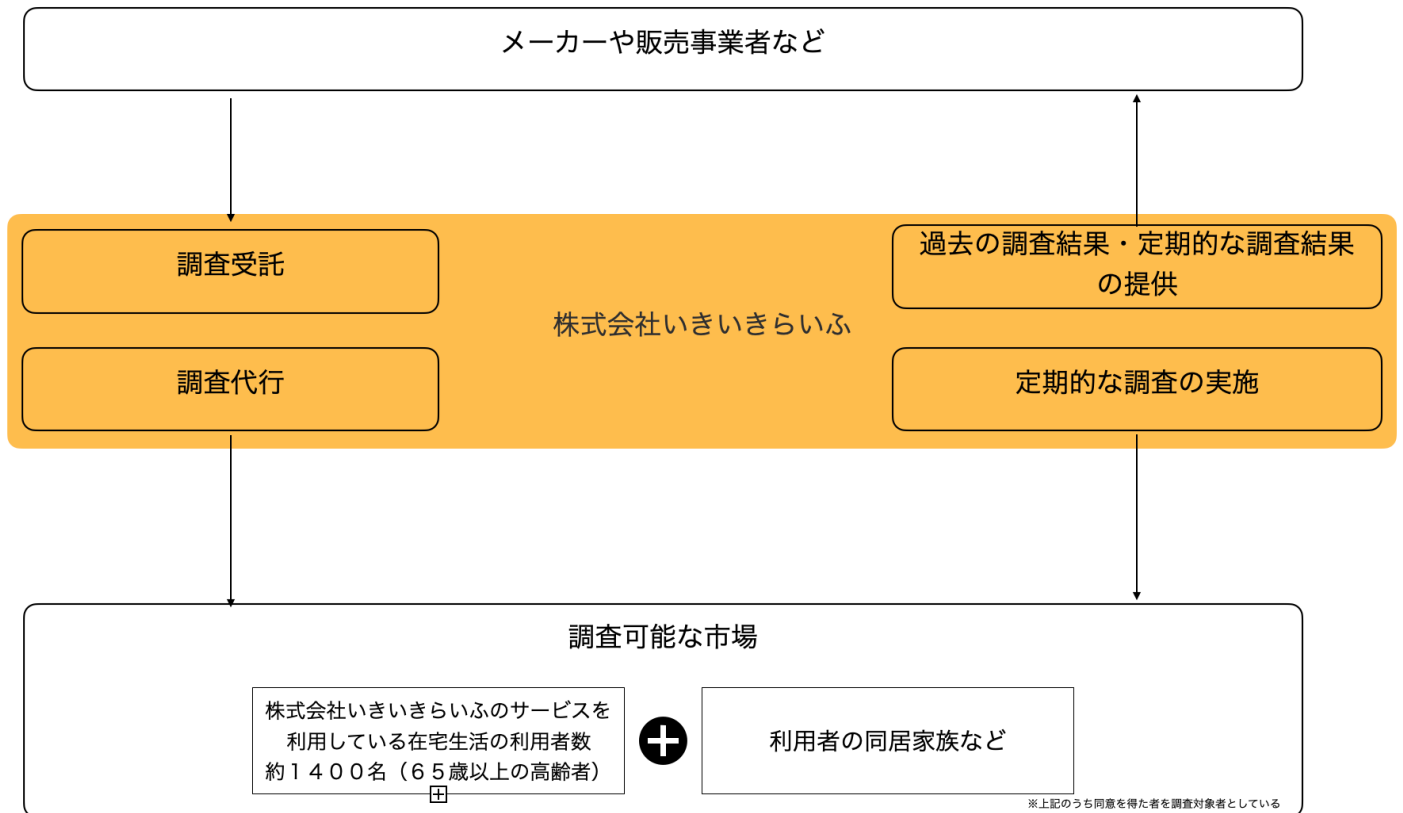 メーカーや販売事業者など
調査受託
過去の調査結果・定期的な調査結果
の提供
株式会社いきいきらいふ
調査代行
定期的な調査の実施
調査可能な市場
株式会社いきいきらいふのサービスを
利用している在宅生活の利用者数
約１４００名（６５歳以上の高齢者）
利用者の同居家族など
※上記のうち同意を得た者を調査対象者としている